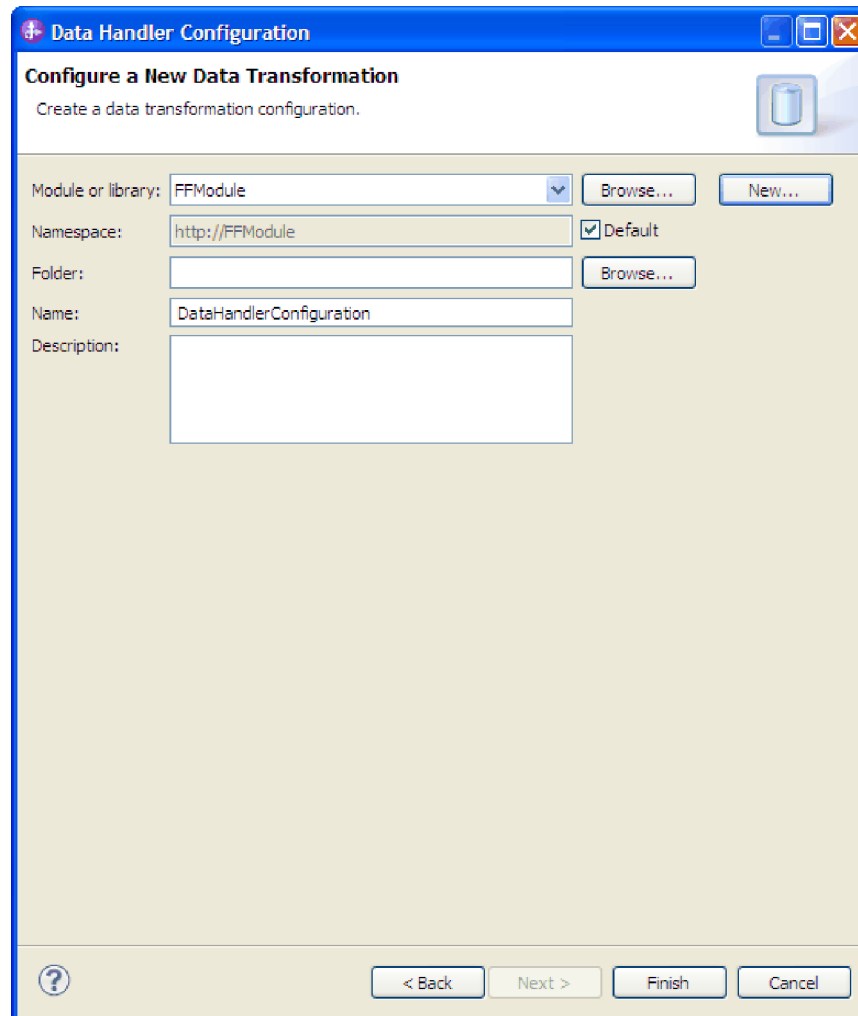 Data Handler Configuration
Configure a New Data Transformation
Create a data transformation configuration.
Module or library: FFModule Browse... New...
Namespace: http://FFModule Default
Folder: Browse...
Name: DataHandlerConfiguration
Description:
? < Back Next > Finish Cancel